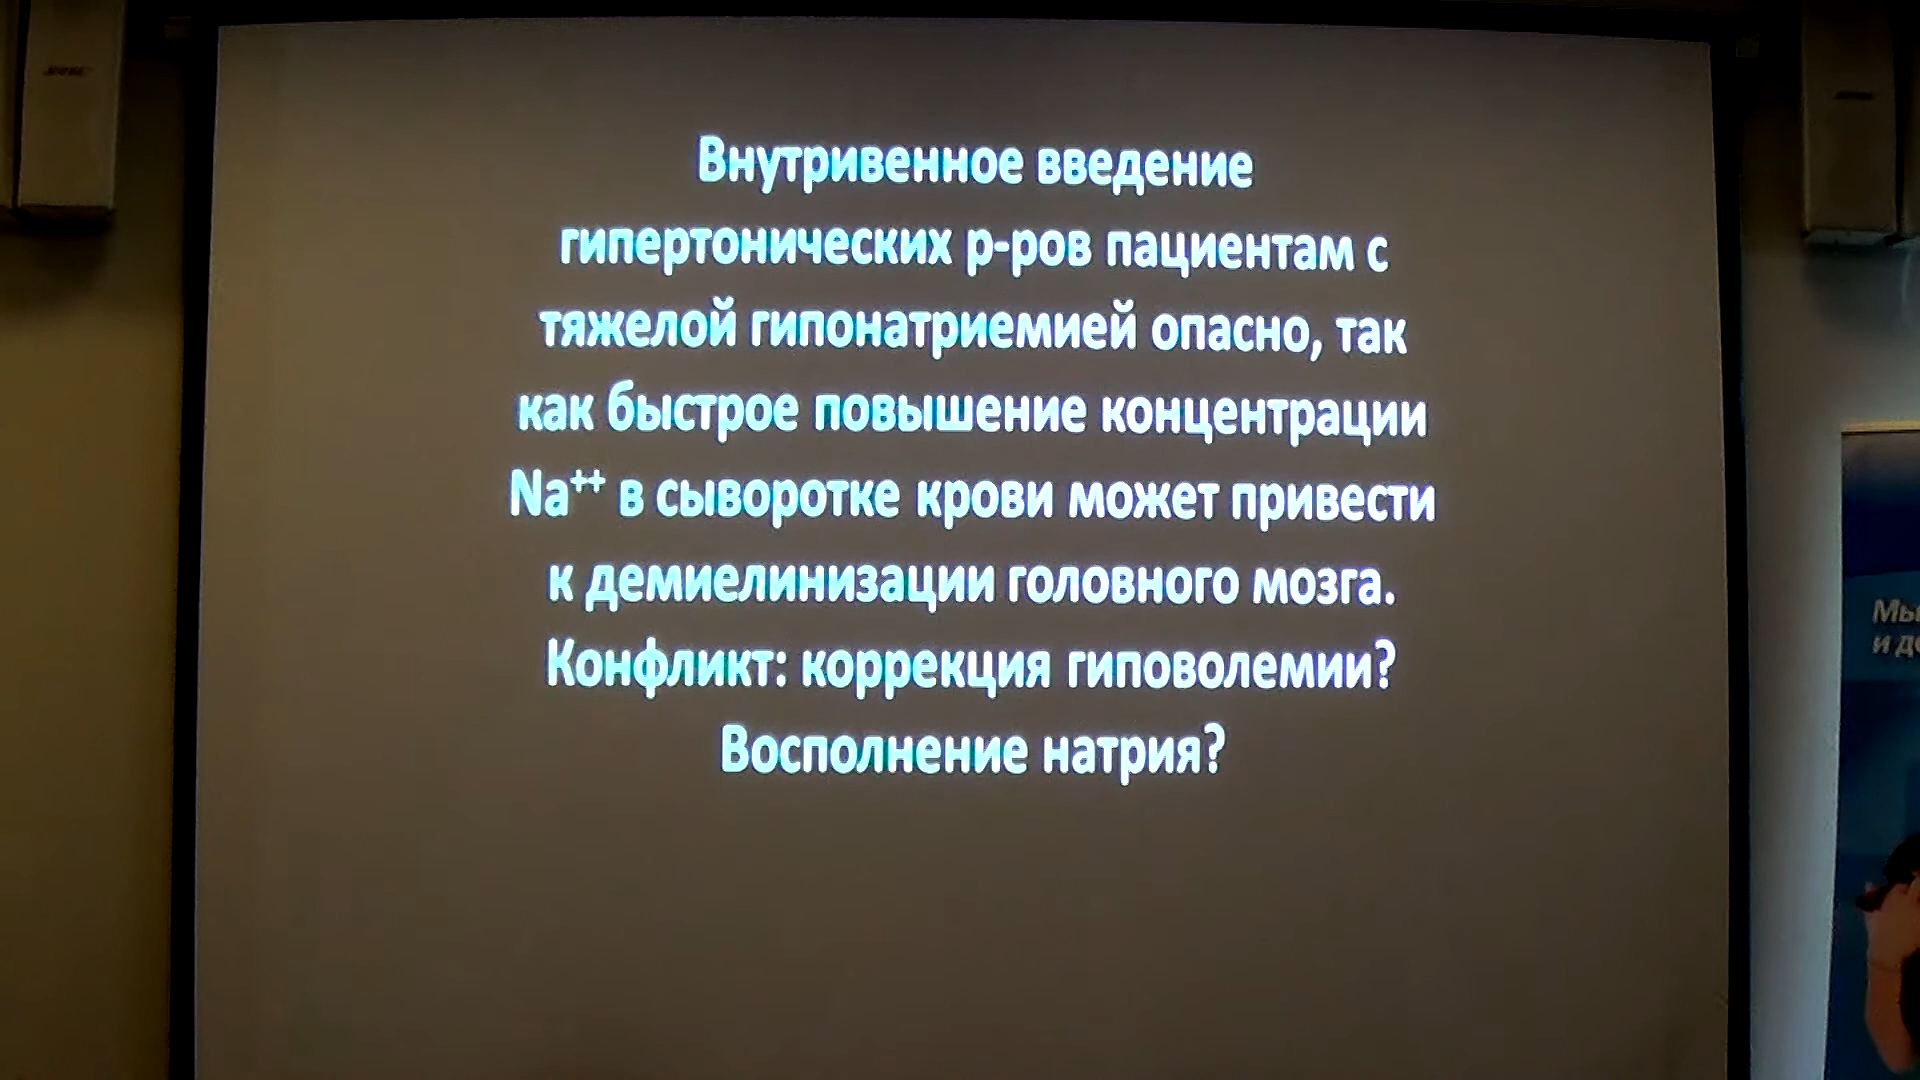 Внутривенное введение
гипертонических р-ров пациентам с
тяжелой гипонатриемией опасно, так
как быстрое повышение концентрации
Na⁺⁺ в сыворотке крови может привести
к демиелинизации головного мозга.
Конфликт: коррекция гиповолемии?
Восполнение натрия?
Мы